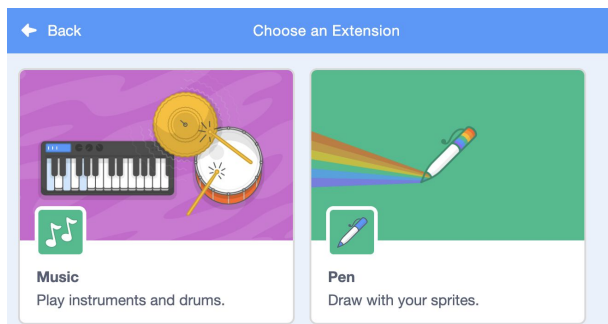 Back
Choose an Extension
Music
Play instruments and drums.
Pen
Draw with your sprites.